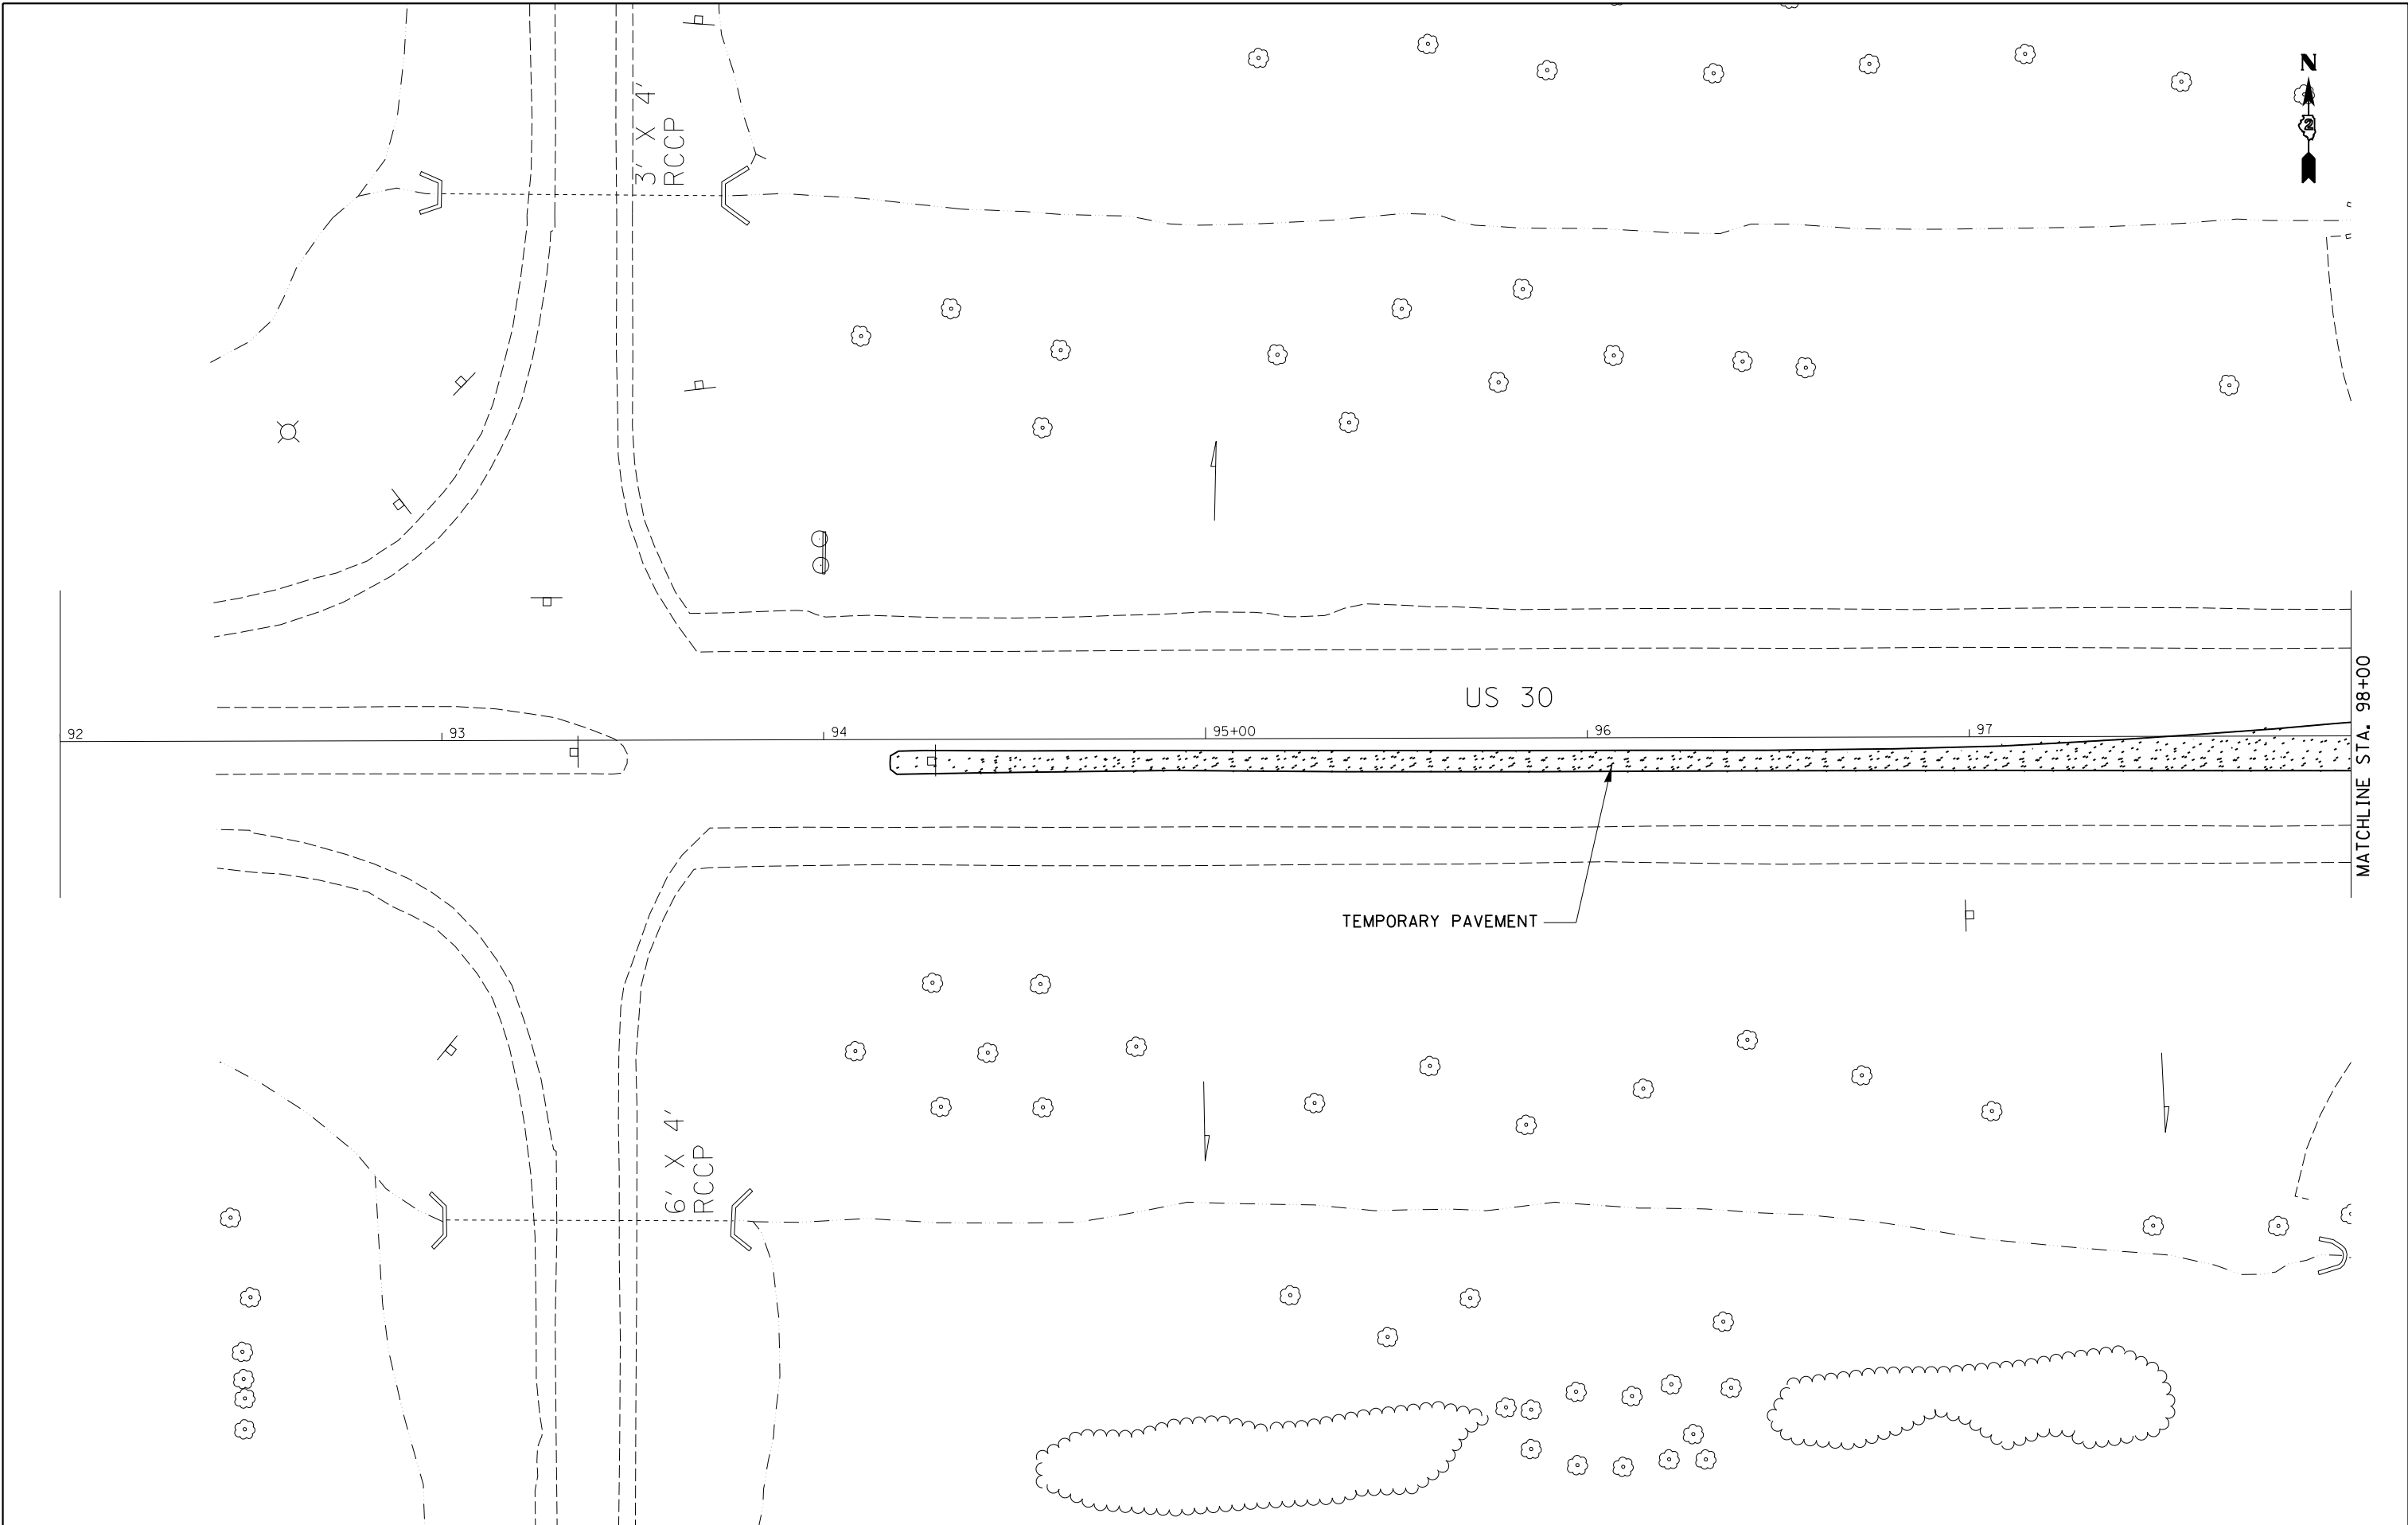 N
2
3' X 4'
RCCP
US 30
92
93
94
95+00
96
97
MATCHLINE STA. 98+00
TEMPORARY PAVEMENT
6' X 4'
RCCP